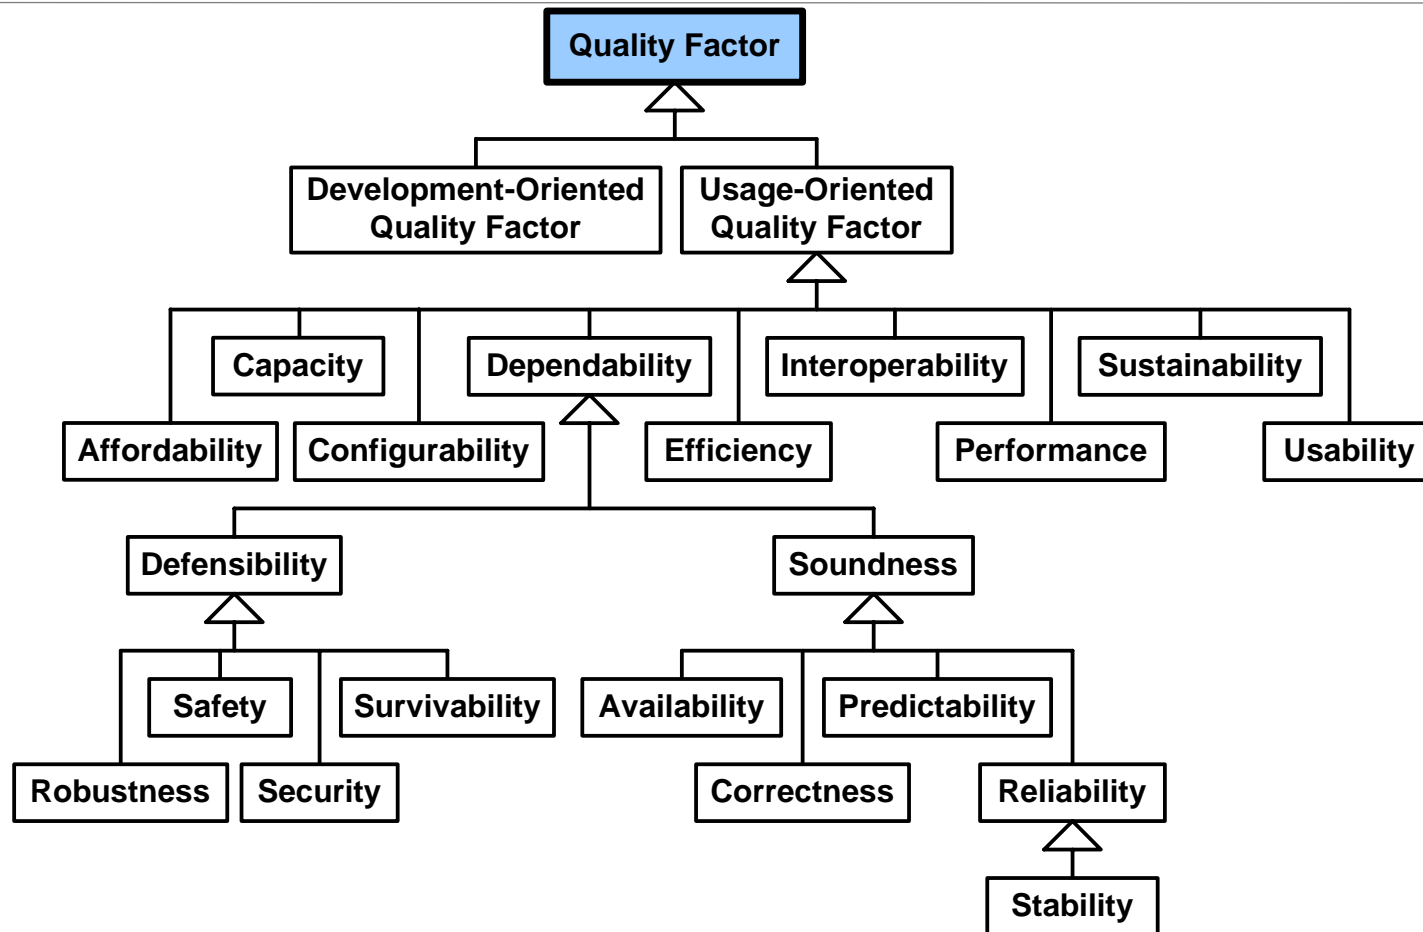 Quality Factor
Development-Oriented
Quality Factor
Usage-Oriented
Quality Factor
Capacity
Dependability
Interoperability
Sustainability
Affordability
Configurability
Efficiency
Performance
Usability
Defensibility
Soundness
Safety
Survivability
Availability
Predictability
Robustness
Security
Correctness
Reliability
Stability